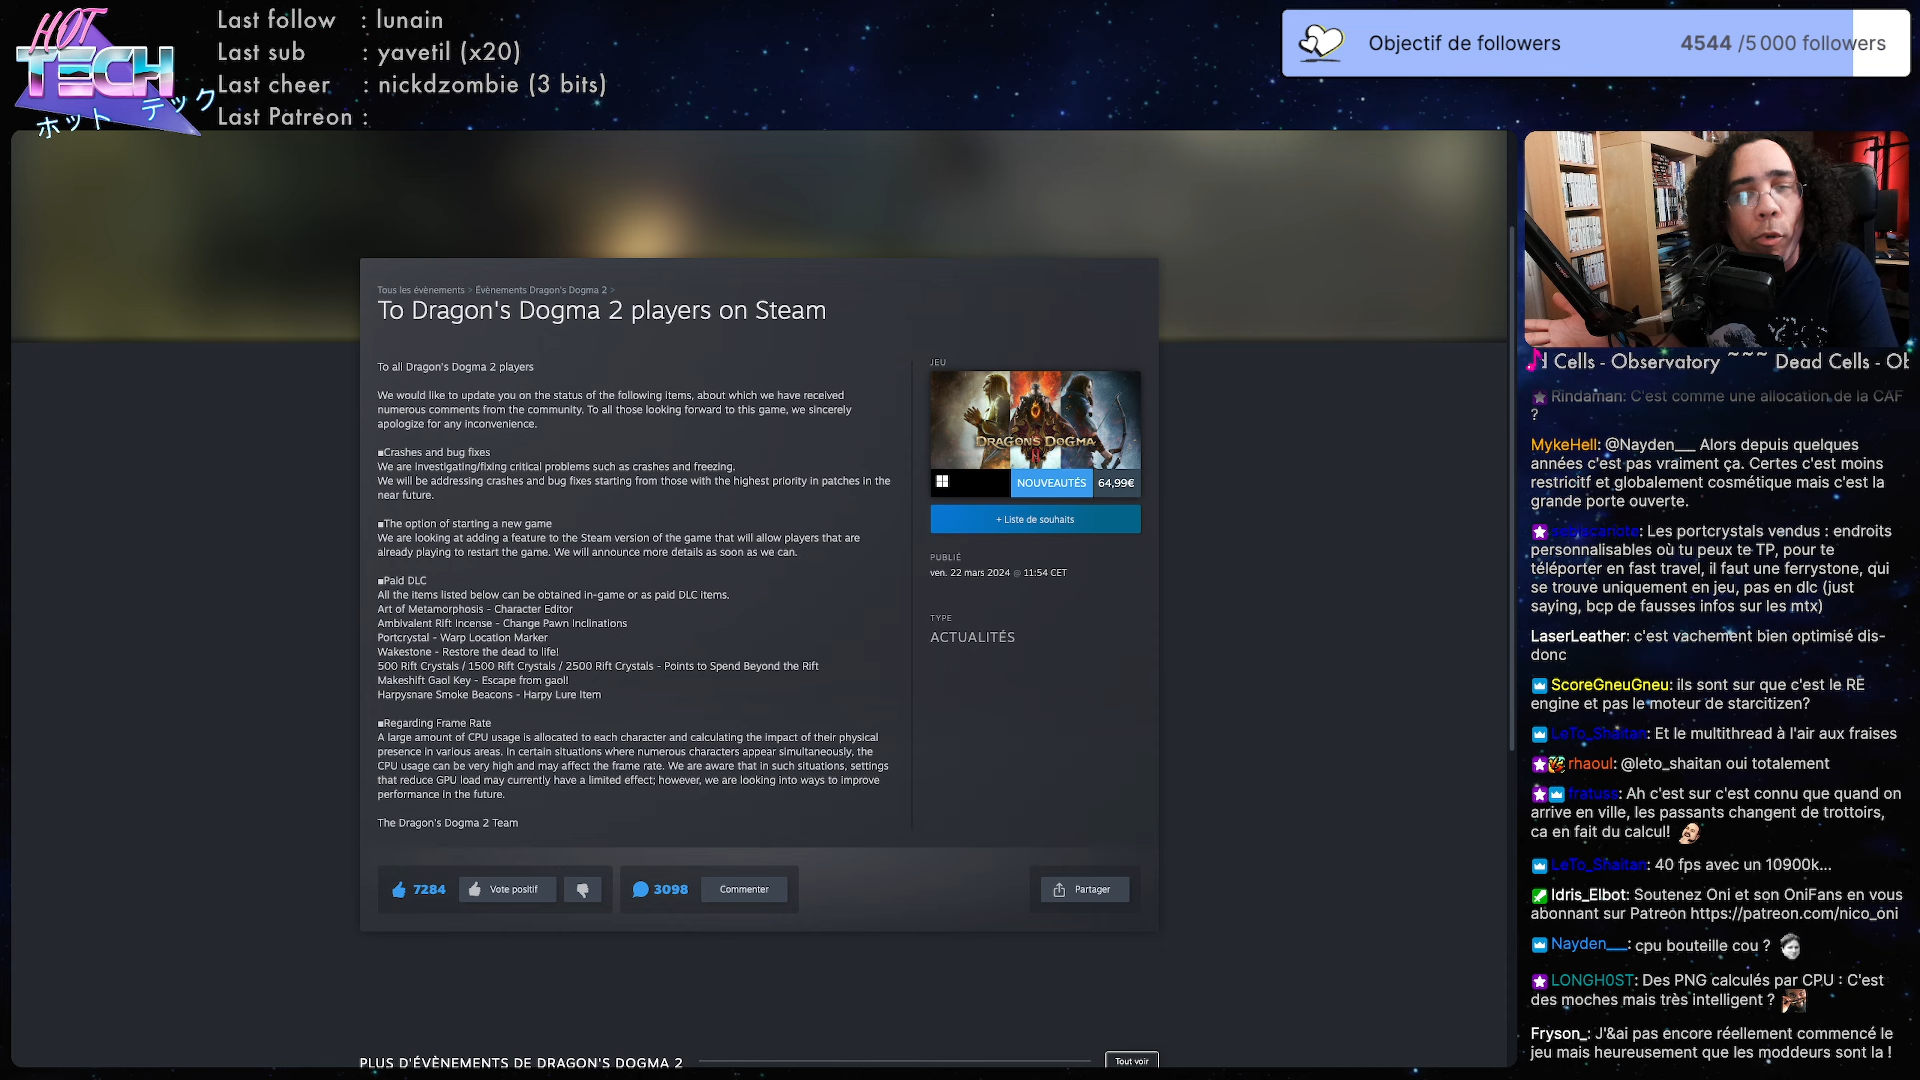 HOT
TECH
ホット テック
Last follow : lunain
Last sub : yavetil (x20)
Last cheer : nickdzombie (3 bits)
Last Patreon :
Objectif de followers
4544 /5 000 followers
Tous les évènements > Évènements Dragon's Dogma 2 >
To Dragon's Dogma 2 players on Steam
To all Dragon's Dogma 2 players
We would like to update you on the status of the following items, about which we have received
numerous comments from the community. To all those looking forward to this game, we sincerely
apologize for any inconvenience.
■Crashes and bug fixes
We are investigating/fixing critical problems such as crashes and freezing.
We will be addressing crashes and bug fixes starting from those with the highest priority in patches in the
near future.
■The option of starting a new game
We are looking at adding a feature to the Steam version of the game that will allow players that are
already playing to restart the game. We will announce more details as soon as we can.
■Paid DLC
All the items listed below can be obtained in-game or as paid DLC items.
Art of Metamorphosis - Character Editor
Ambivalent Rift Incense - Change Pawn Inclinations
Portcrystal - Warp Location Marker
Wakestone - Restore the dead to life!
500 Rift Crystals / 1500 Rift Crystals / 2500 Rift Crystals - Points to Spend Beyond the Rift
Makeshift Gaol Key - Escape from gaol!
Harpysnare Smoke Beacons - Harpy Lure Item
■Regarding Frame Rate
A large amount of CPU usage is allocated to each character and calculating the impact of their physical
presence in various areas. In certain situations where numerous characters appear simultaneously, the
CPU usage can be very high and may affect the frame rate. We are aware that in such situations, settings
that reduce GPU load may currently have a limited effect; however, we are looking into ways to improve
performance in the future.
The Dragon's Dogma 2 Team
7284
Vote positif
3098
Commenter
Partager
JEU
DRAGON'S DOGMA
II
NOUVEAUTÉS 64,99€
+ Liste de souhaits
PUBLIÉ
ven. 22 mars 2024 @ 11:54 CET
TYPE
ACTUALITÉS
PLUS D'ÉVÈNEMENTS DE DRAGON'S DOGMA 2
Tout voir
d Cells - Observatory ~~~ Dead Cells - Ob
Rindaman: C'est comme une allocation de la CAF
?
MykeHell: @Nayden___ Alors depuis quelques
années c'est pas vraiment ça. Certes c'est moins
restricitf et globalement cosmétique mais c'est la
grande porte ouverte.
: Les portcrystals vendus : endroits
personnalisables où tu peux te TP, pour te
téléporter en fast travel, il faut une ferrystone, qui
se trouve uniquement en jeu, pas en dlc (just
saying, bcp de fausses infos sur les mtx)
LaserLeather: c'est vachement bien optimisé dis-
donc
ScoreGneuGneu: ils sont sur que c'est le RE
engine et pas le moteur de starcitizen?
LeTo_Shaitan: Et le multithread à l'air aux fraises
rhaoul: @leto_shaitan oui totalement
fratuss: Ah c'est sur c'est connu que quand on
arrive en ville, les passants changent de trottoirs,
ca en fait du calcul!
LeTo_Shaitan: 40 fps avec un 10900k...
Idris_Elbot: Soutenez Oni et son OniFans en vous
abonnant sur Patreon https://patreon.com/nico_oni
Nayden___: cpu bouteille cou ?
LONGH0ST: Des PNG calculés par CPU : C'est
des moches mais très intelligent ?
Fryson_: J'&ai pas encore réellement commencé le
jeu mais heureusement que les moddeurs sont la !